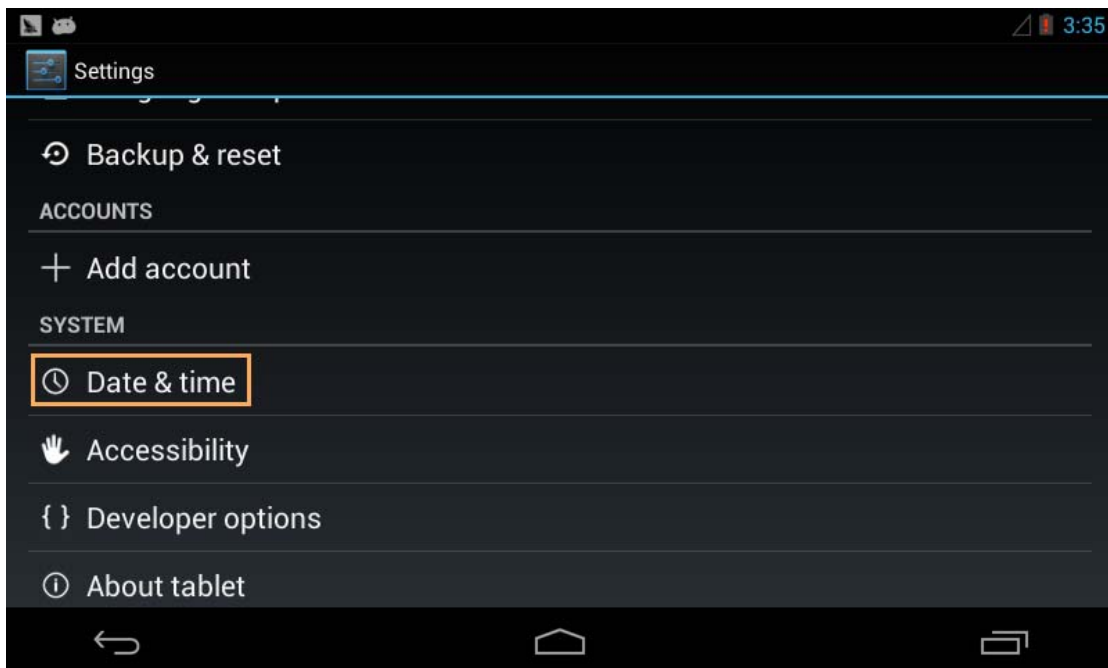 3:35
Settings
Backup & reset
ACCOUNTS
Add account
SYSTEM
Date & time
Accessibility
{ } Developer options
About tablet